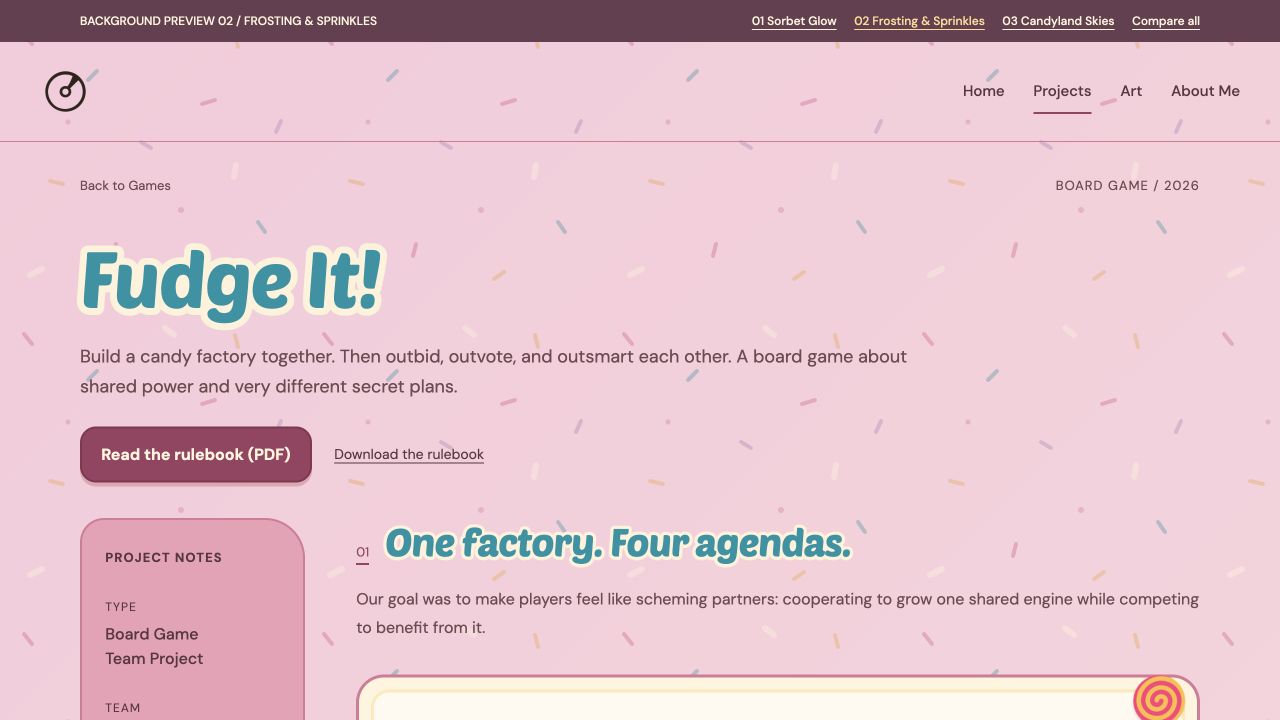 BACKGROUND PREVIEW 02 / FROSTING & SPRINKLES
01 Sorbet Glow 02 Frosting & Sprinkles 03 Candyland Skies Compare all
Home Projects Art About Me
Back to Games
BOARD GAME / 2026
Fudge It!
Build a candy factory together. Then outbid, outvote, and outsmart each other. A board game about
shared power and very different secret plans.
Read the rulebook (PDF)
Download the rulebook
PROJECT NOTES
TYPE
Board Game
Team Project
TEAM
01 One factory. Four agendas.
Our goal was to make players feel like scheming partners: cooperating to grow one shared engine while competing
to benefit from it.